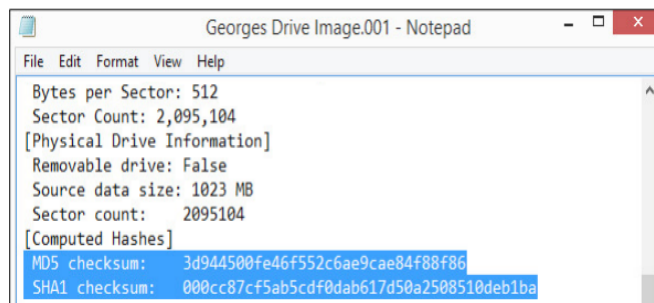 Georges Drive Image.001 - Notepad
File Edit Format View Help
Bytes per Sector: 512
Sector Count: 2,095,104
[Physical Drive Information]
Removable drive: False
Source data size: 1023 MB
Sector count: 2095104
[Computed Hashes]
MD5 checksum: 3d944500fe46f552c6ae9cae84f88f86
SHA1 checksum: 000cc87cf5ab5cdf0dab617d50a2508510deb1ba